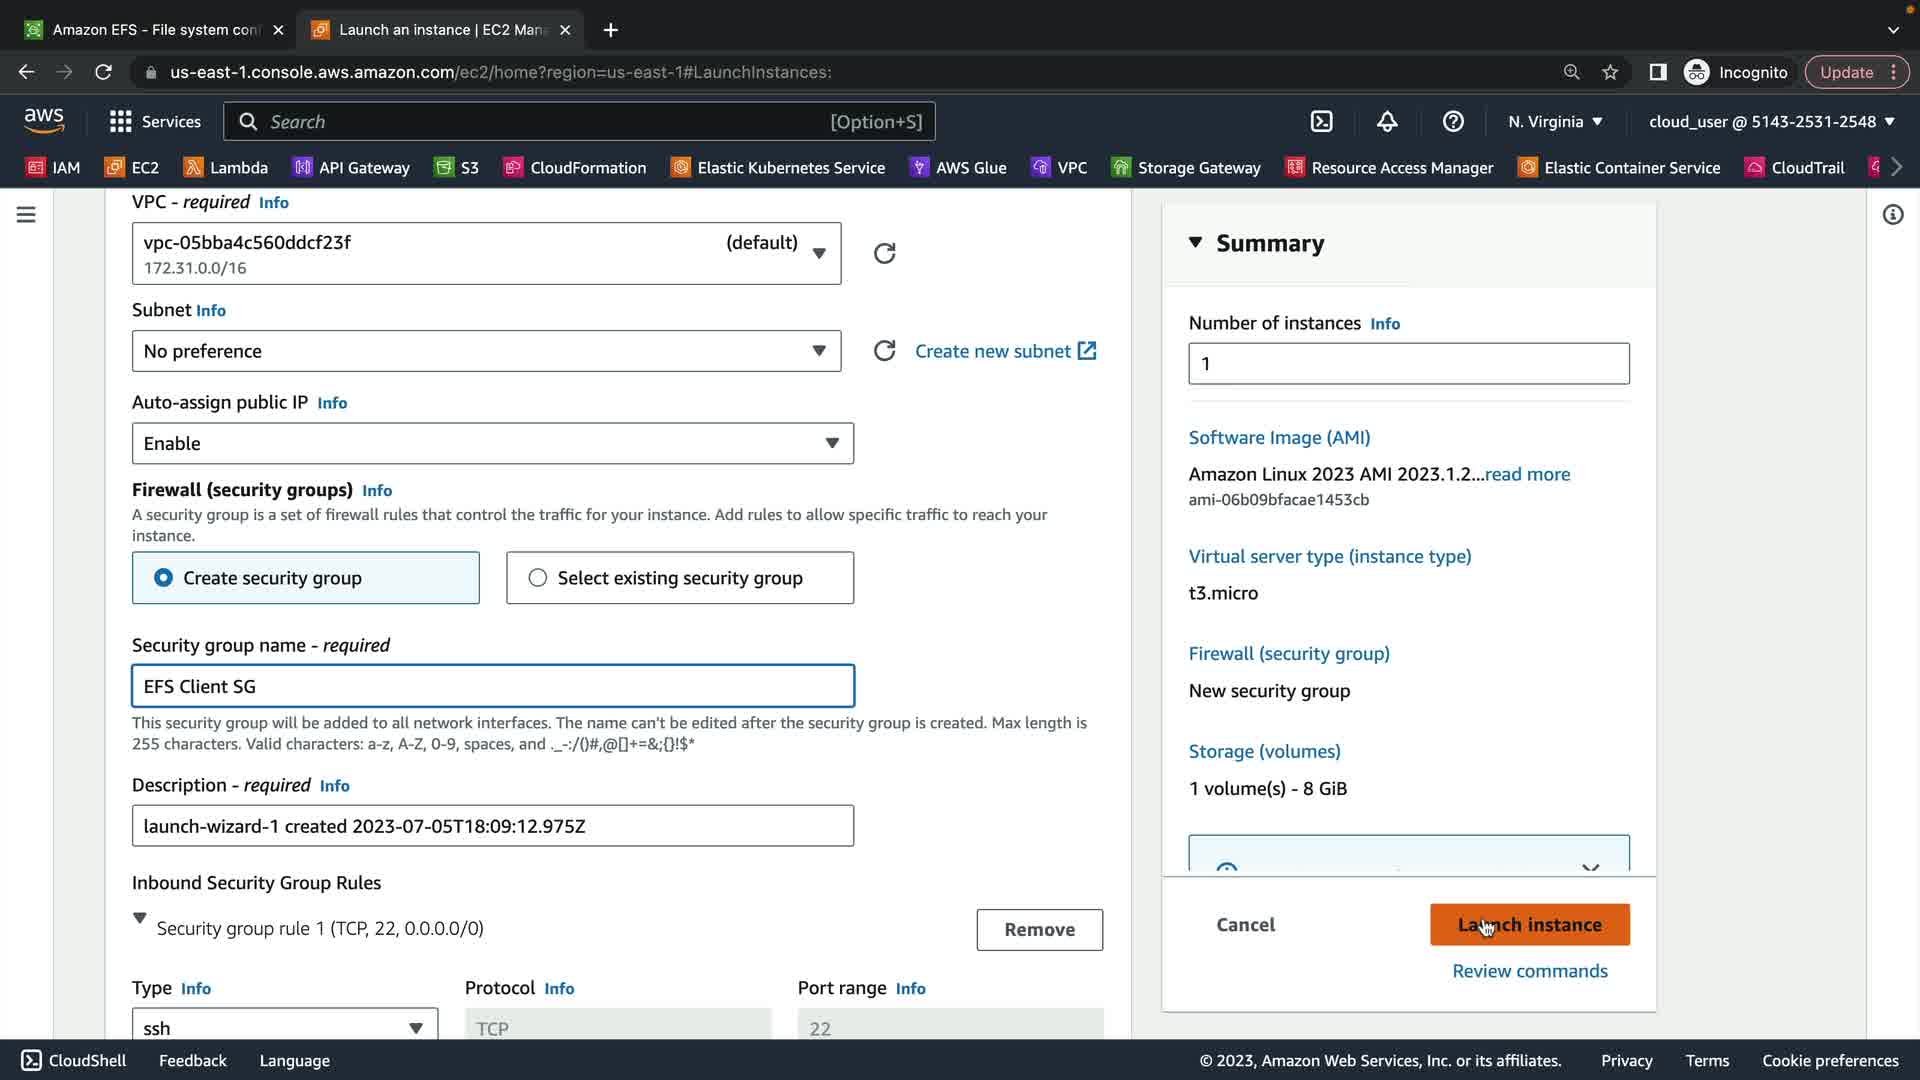 Amazon EFS - File system con
Launch an instance | EC2 Man
us-east-1.console.aws.amazon.com/ec2/home?region=us-east-1#LaunchInstances:
Incognito
Update
aws
Services
Search
[Option+S]
N. Virginia
cloud_user @ 5143-2531-2548
IAM
EC2
Lambda
API Gateway
S3
CloudFormation
Elastic Kubernetes Service
AWS Glue
VPC
Storage Gateway
Resource Access Manager
Elastic Container Service
CloudTrail
VPC - required Info
vpc-05bba4c560ddcf23f
(default)
172.31.0.0/16
Subnet Info
No preference
Create new subnet
Auto-assign public IP Info
Enable
Firewall (security groups) Info
A security group is a set of firewall rules that control the traffic for your instance. Add rules to allow specific traffic to reach your
instance.
Create security group
Select existing security group
Security group name - required
EFS Client SG
This security group will be added to all network interfaces. The name can't be edited after the security group is created. Max length is
255 characters. Valid characters: a-z, A-Z, 0-9, spaces, and ._-:/()#,@[]+=&;{}!$*
Description - required Info
launch-wizard-1 created 2023-07-05T18:09:12.975Z
Inbound Security Group Rules
Security group rule 1 (TCP, 22, 0.0.0.0/0)
Remove
Type Info
Protocol Info
Port range Info
ssh
TCP
22
Summary
Number of instances Info
1
Software Image (AMI)
Amazon Linux 2023 AMI 2023.1.2...read more
ami-06b09bfacae1453cb
Virtual server type (instance type)
t3.micro
Firewall (security group)
New security group
Storage (volumes)
1 volume(s) - 8 GiB
Cancel
Launch instance
Review commands
CloudShell
Feedback
Language
© 2023, Amazon Web Services, Inc. or its affiliates.
Privacy
Terms
Cookie preferences